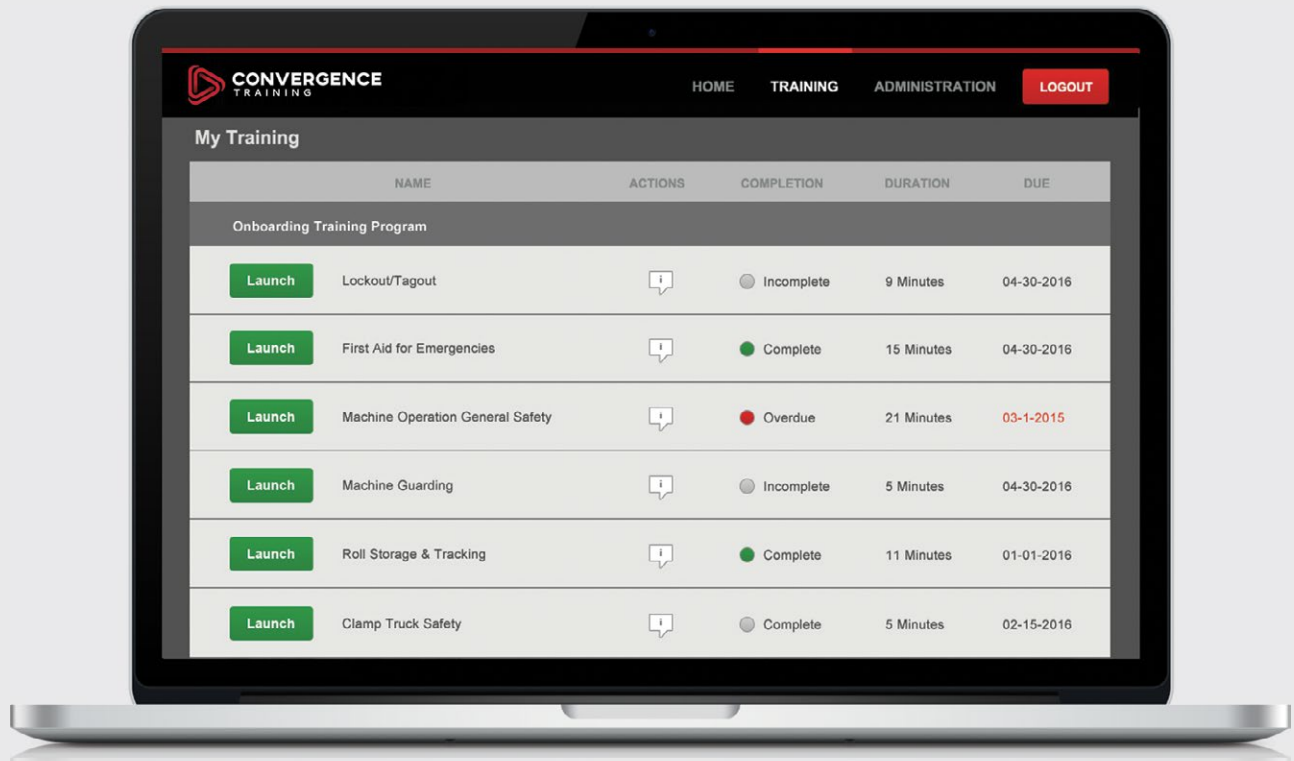 CONVERGENCE
TRAINING
HOME TRAINING ADMINISTRATION LOGOUT
My Training
NAME ACTIONS COMPLETION DURATION DUE
Onboarding Training Program
Launch Lockout/Tagout i Incomplete 9 Minutes 04-30-2016
Launch First Aid for Emergencies i Complete 15 Minutes 04-30-2016
Launch Machine Operation General Safety i Overdue 21 Minutes 03-1-2015
Launch Machine Guarding i Incomplete 5 Minutes 04-30-2016
Launch Roll Storage & Tracking i Complete 11 Minutes 01-01-2016
Launch Clamp Truck Safety i Complete 5 Minutes 02-15-2016